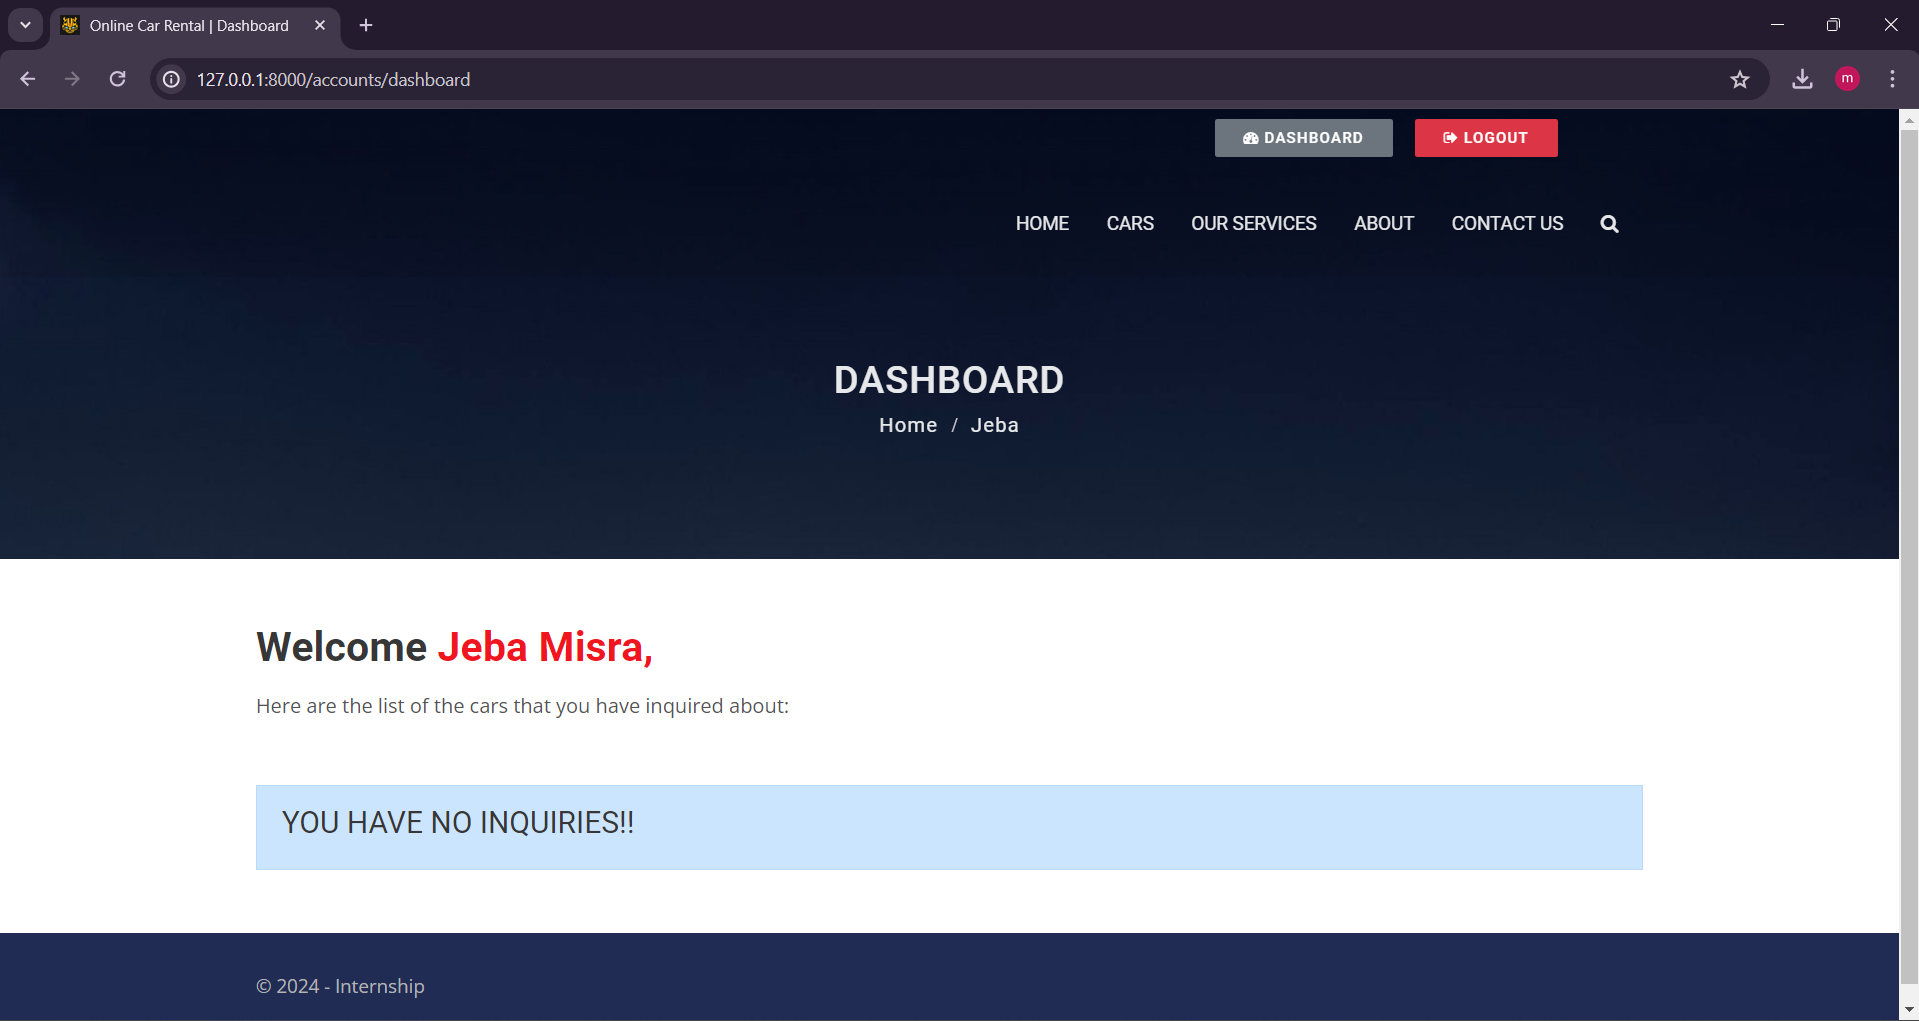 Online Car Rental | Dashboard
127.0.0.1:8000/accounts/dashboard
m
DASHBOARD LOGOUT
HOME CARS OUR SERVICES ABOUT CONTACT US
DASHBOARD
Home / Jeba
Welcome Jeba Misra,
Here are the list of the cars that you have inquired about:
YOU HAVE NO INQUIRIES!!
© 2024 - Internship